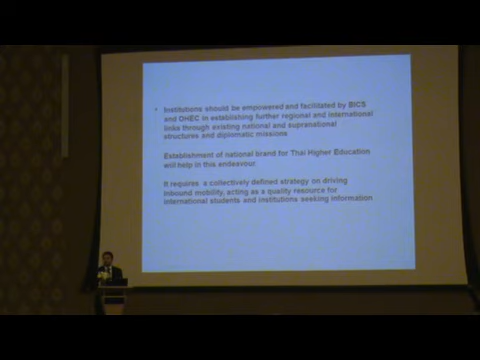 • Institutions should be empowered and facilitated by BICS
and OHEC in establishing further regional and international
links through existing national and supranational
structures and diplomatic missions
Establishment of national brand for Thai Higher Education
will help in this endeavour
It requires a collectively defined strategy on driving
inbound mobility, acting as a quality resource for
international students and institutions seeking information